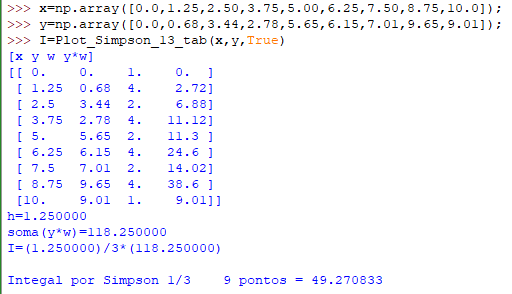 >>> x=np.array([0.0,1.25,2.50,3.75,5.00,6.25,7.50,8.75,10.0]);
>>> y=np.array([0.0,0.68,3.44,2.78,5.65,6.15,7.01,9.65,9.01]);
>>> I=Plot_Simpson_13_tab(x,y,True)
[x y w y*w]
[[ 0.     0.    1.    0.  ]
 [ 1.25  0.68  4.    2.72]
 [ 2.5   3.44  2.    6.88]
 [ 3.75  2.78  4.   11.12]
 [ 5.    5.65  2.   11.3 ]
 [ 6.25  6.15  4.   24.6 ]
 [ 7.5   7.01  2.   14.02]
 [ 8.75  9.65  4.   38.6 ]
 [10.    9.01  1.    9.01]]
h=1.250000
soma(y*w)=118.250000
I=(1.250000)/3*(118.250000)
Integal por Simpson 1/3    9 pontos = 49.270833